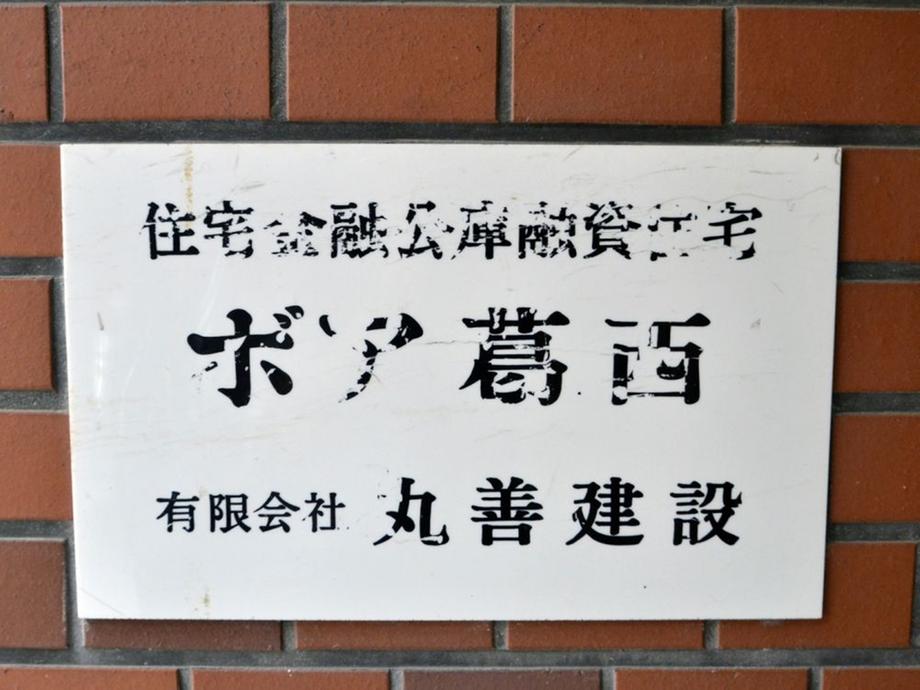 住宅金融公庫融資住宅
ボア葛西
有限会社 丸善建設